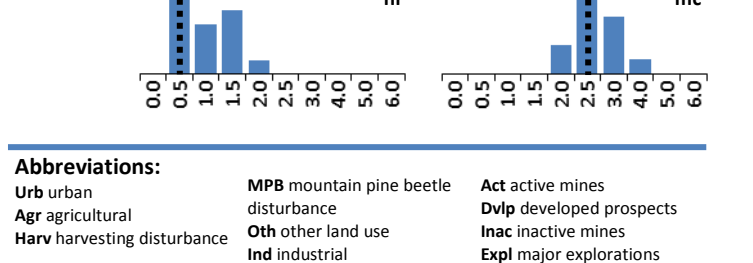 0.0 0.5 1.0 1.5 2.0 2.5 3.0 4.0 5.0 6.0
0.0 0.5 1.0 1.5 2.0 2.5 3.0 4.0 5.0 6.0
Abbreviations:
Urb urban
Agr agricultural
Harv harvesting disturbance
MPB mountain pine beetle
disturbance
Oth other land use
Ind industrial
Act active mines
Dvlp developed prospects
Inac inactive mines
Expl major explorations